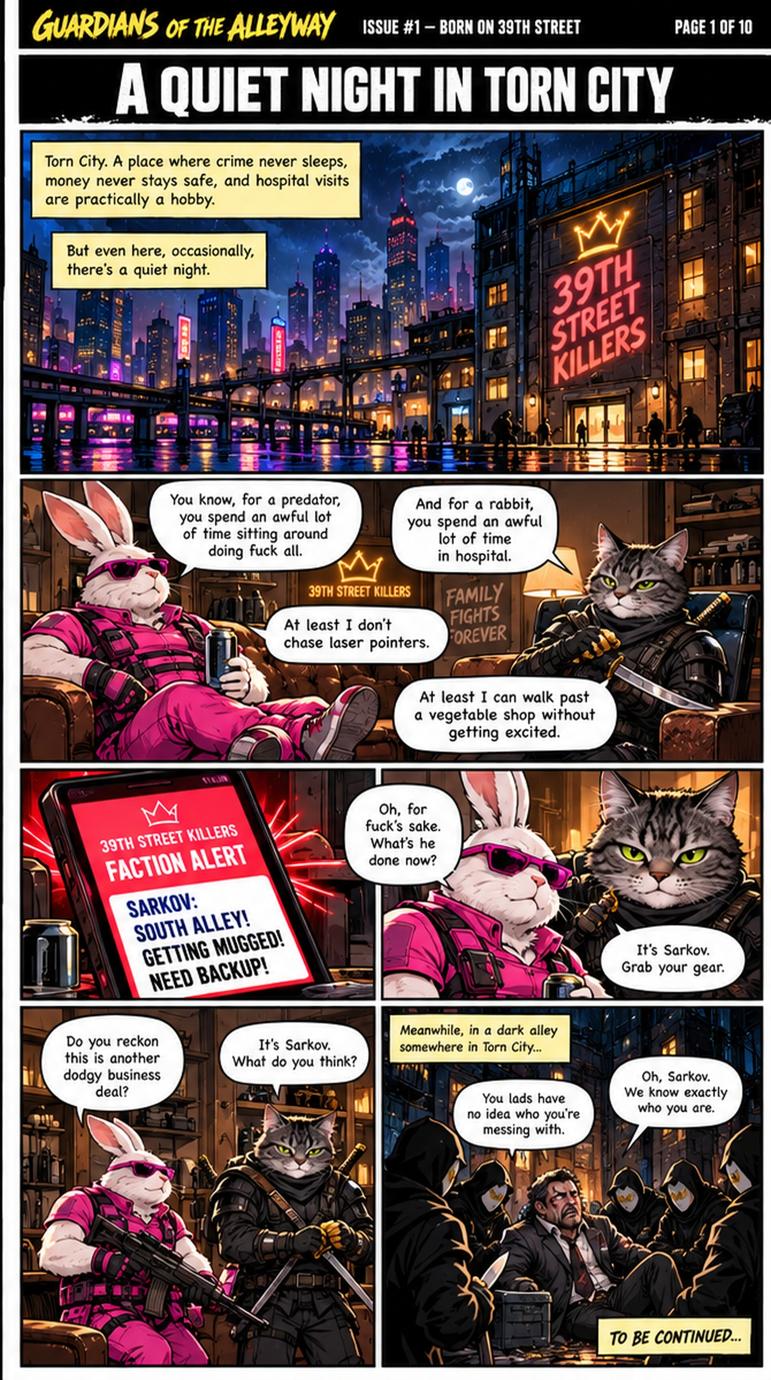 GUARDIANS OF THE ALLEYWAY
ISSUE #1 – BORN ON 39TH STREET
PAGE 1 OF 10
A QUIET NIGHT IN TORN CITY
Torn City. A place where crime never sleeps,
money never stays safe, and hospital visits
are practically a hobby.
But even here, occasionally,
there's a quiet night.
39TH
STREET
KILLERS
You know, for a predator,
you spend an awful lot
of time sitting around
doing fuck all.
And for a rabbit,
you spend an awful
lot of time
in hospital.
39TH STREET KILLERS
FAMILY
FIGHTS
FOREVER
At least I don't
chase laser pointers.
At least I can walk past
a vegetable shop without
getting excited.
39TH STREET KILLERS
FACTION ALERT
SARKOV:
SOUTH ALLEY!
GETTING MUGGED!
NEED BACKUP!
Oh, for
fuck's sake.
What's he
done now?
It's Sarkov.
Grab your gear.
Do you reckon
this is another
dodgy business
deal?
It's Sarkov.
What do you think?
Meanwhile, in a dark alley
somewhere in Torn City...
You lads have
no idea who you're
messing with.
Oh, Sarkov.
We know exactly
who you are.
TO BE CONTINUED...